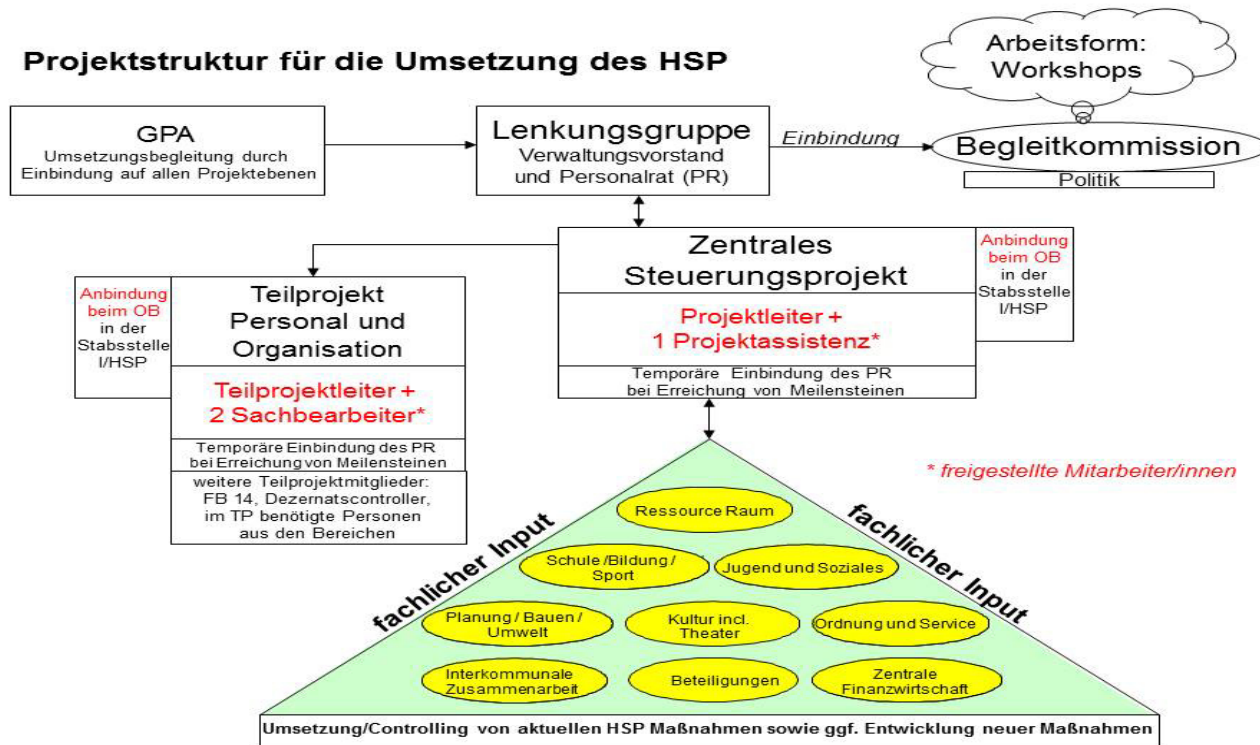 Projektstruktur für die Umsetzung des HSP
Arbeitsform:
Workshops
GPA
Umsetzungsbegleitung durch
Einbindung auf allen Projektebenen
Lenkungsgruppe
Verwaltungsvorstand
und Personalrat (PR)
Einbindung
Begleitkommission
Politik
Anbindung
beim OB
in der
Stabsstelle
I/HSP
Teilprojekt
Personal und
Organisation
Teilprojektleiter +
2 Sachbearbeiter*
Temporäre Einbindung des PR
bei Erreichung von Meilensteinen
weitere Teilprojektmitglieder:
FB 14, Dezernatscontroller,
im TP benötigte Personen
aus den Bereichen
Zentrales
Steuerungsprojekt
Projektleiter +
1 Projektassistenz*
Temporäre Einbindung des PR
bei Erreichung von Meilensteinen
Anbindung
beim OB
in der
Stabsstelle
I/HSP
* freigestellte Mitarbeiter/innen
fachlicher Input
fachlicher Input
Ressource Raum
Schule /Bildung /
Sport
Jugend und Soziales
Planung / Bauen /
Umwelt
Kultur incl.
Theater
Ordnung und Service
Interkommunale
Zusammenarbeit
Beteiligungen
Zentrale
Finanzwirtschaft
Umsetzung/Controlling von aktuellen HSP Maßnahmen sowie ggf. Entwicklung neuer Maßnahmen